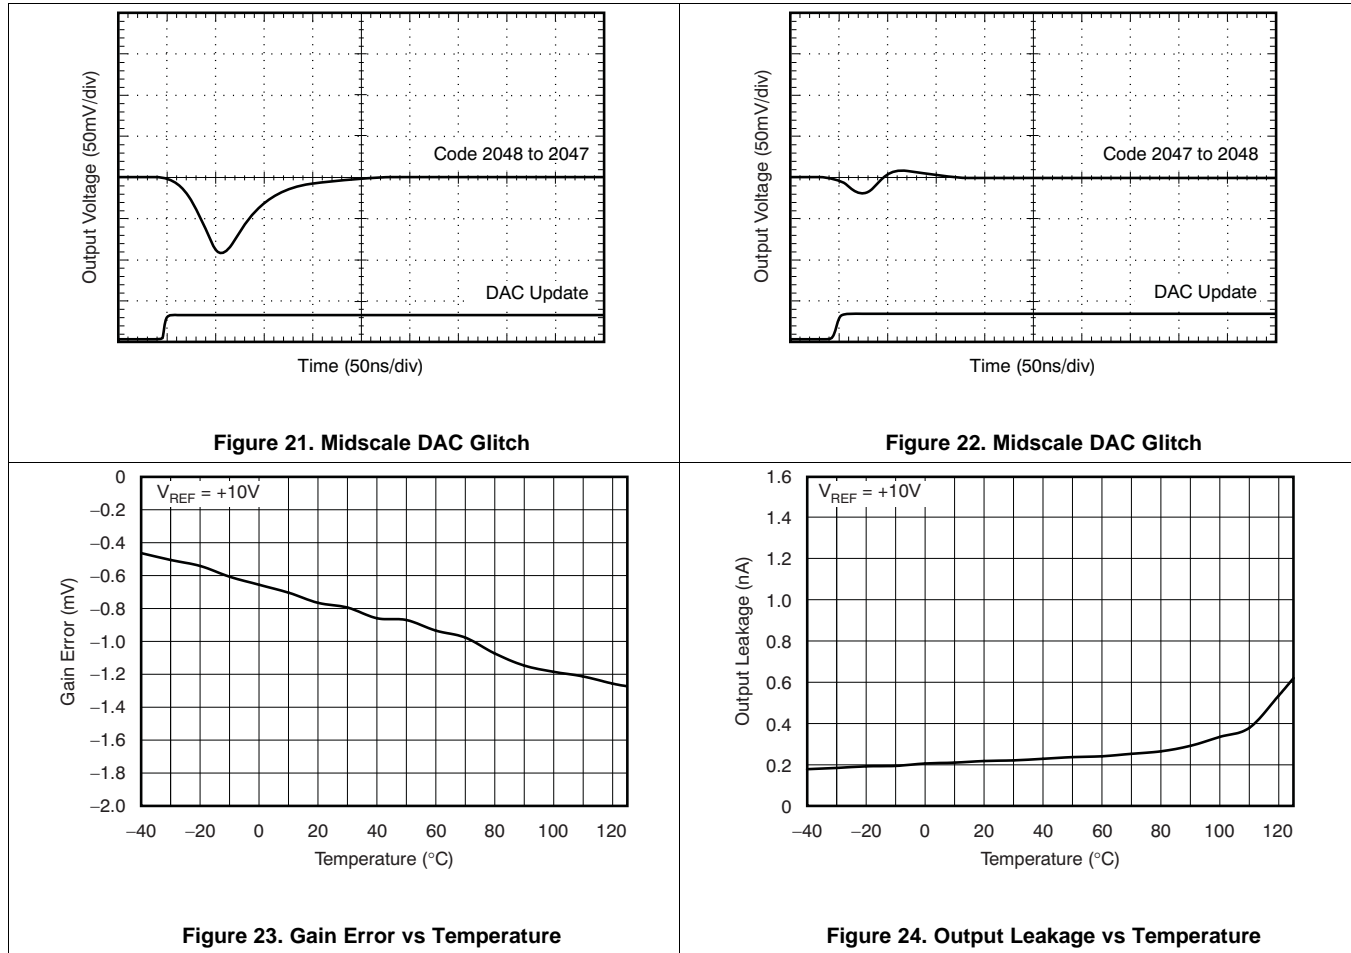 Output Voltage (50mV/div)
Code 2048 to 2047
DAC Update
Time (50ns/div)
Figure 21. Midscale DAC Glitch
Output Voltage (50mV/div)
Code 2047 to 2048
DAC Update
Time (50ns/div)
Figure 22. Midscale DAC Glitch
VREF = +10V
Gain Error (mV)
0
−0.2
−0.4
−0.6
−0.8
−1.0
−1.2
−1.4
−1.6
−1.8
−2.0
−40 −20 0 20 40 60 80 100 120
Temperature (°C)
Figure 23. Gain Error vs Temperature
VREF = +10V
Output Leakage (nA)
1.6
1.4
1.2
1.0
0.8
0.6
0.4
0.2
0
−40 −20 0 20 40 60 80 100 120
Temperature (°C)
Figure 24. Output Leakage vs Temperature